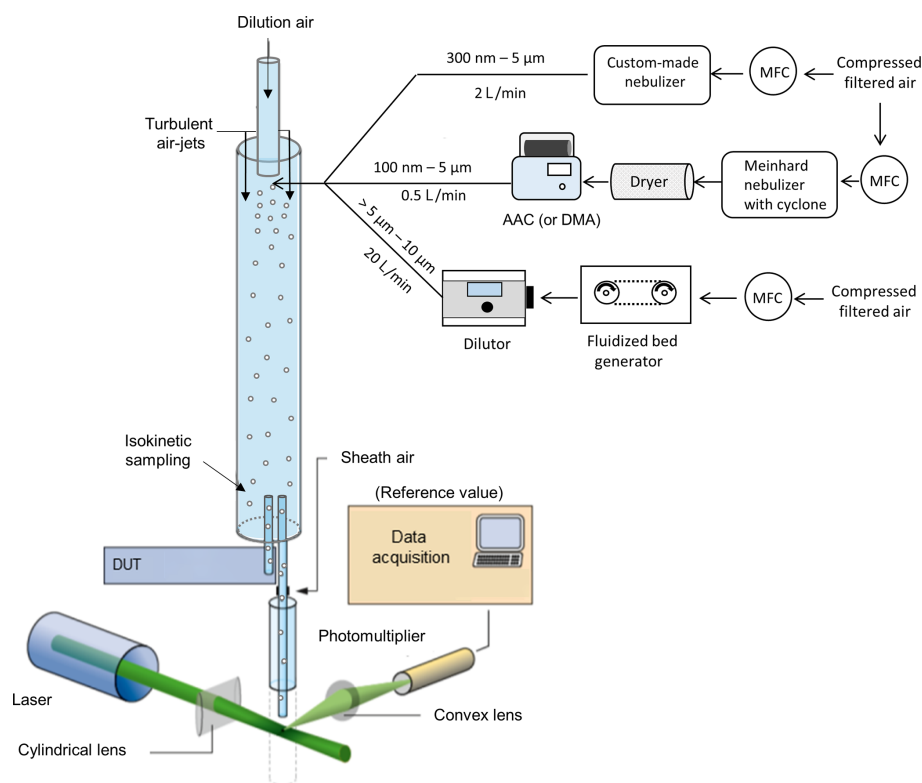 Dilution air
Turbulent
air-jets
300 nm – 5 µm
2 L/min
Custom-made
nebulizer
MFC
Compressed
filtered air
100 nm – 5 µm
0.5 L/min
AAC (or DMA)
Dryer
Meinhard
nebulizer
with cyclone
MFC
> 5 µm – 10 µm
20 L/min
Dilutor
Fluidized bed
generator
MFC
Compressed
filtered air
Isokinetic
sampling
Sheath air
(Reference value)
Data
acquisition
DUT
Photomultiplier
Laser
Convex lens
Cylindrical lens